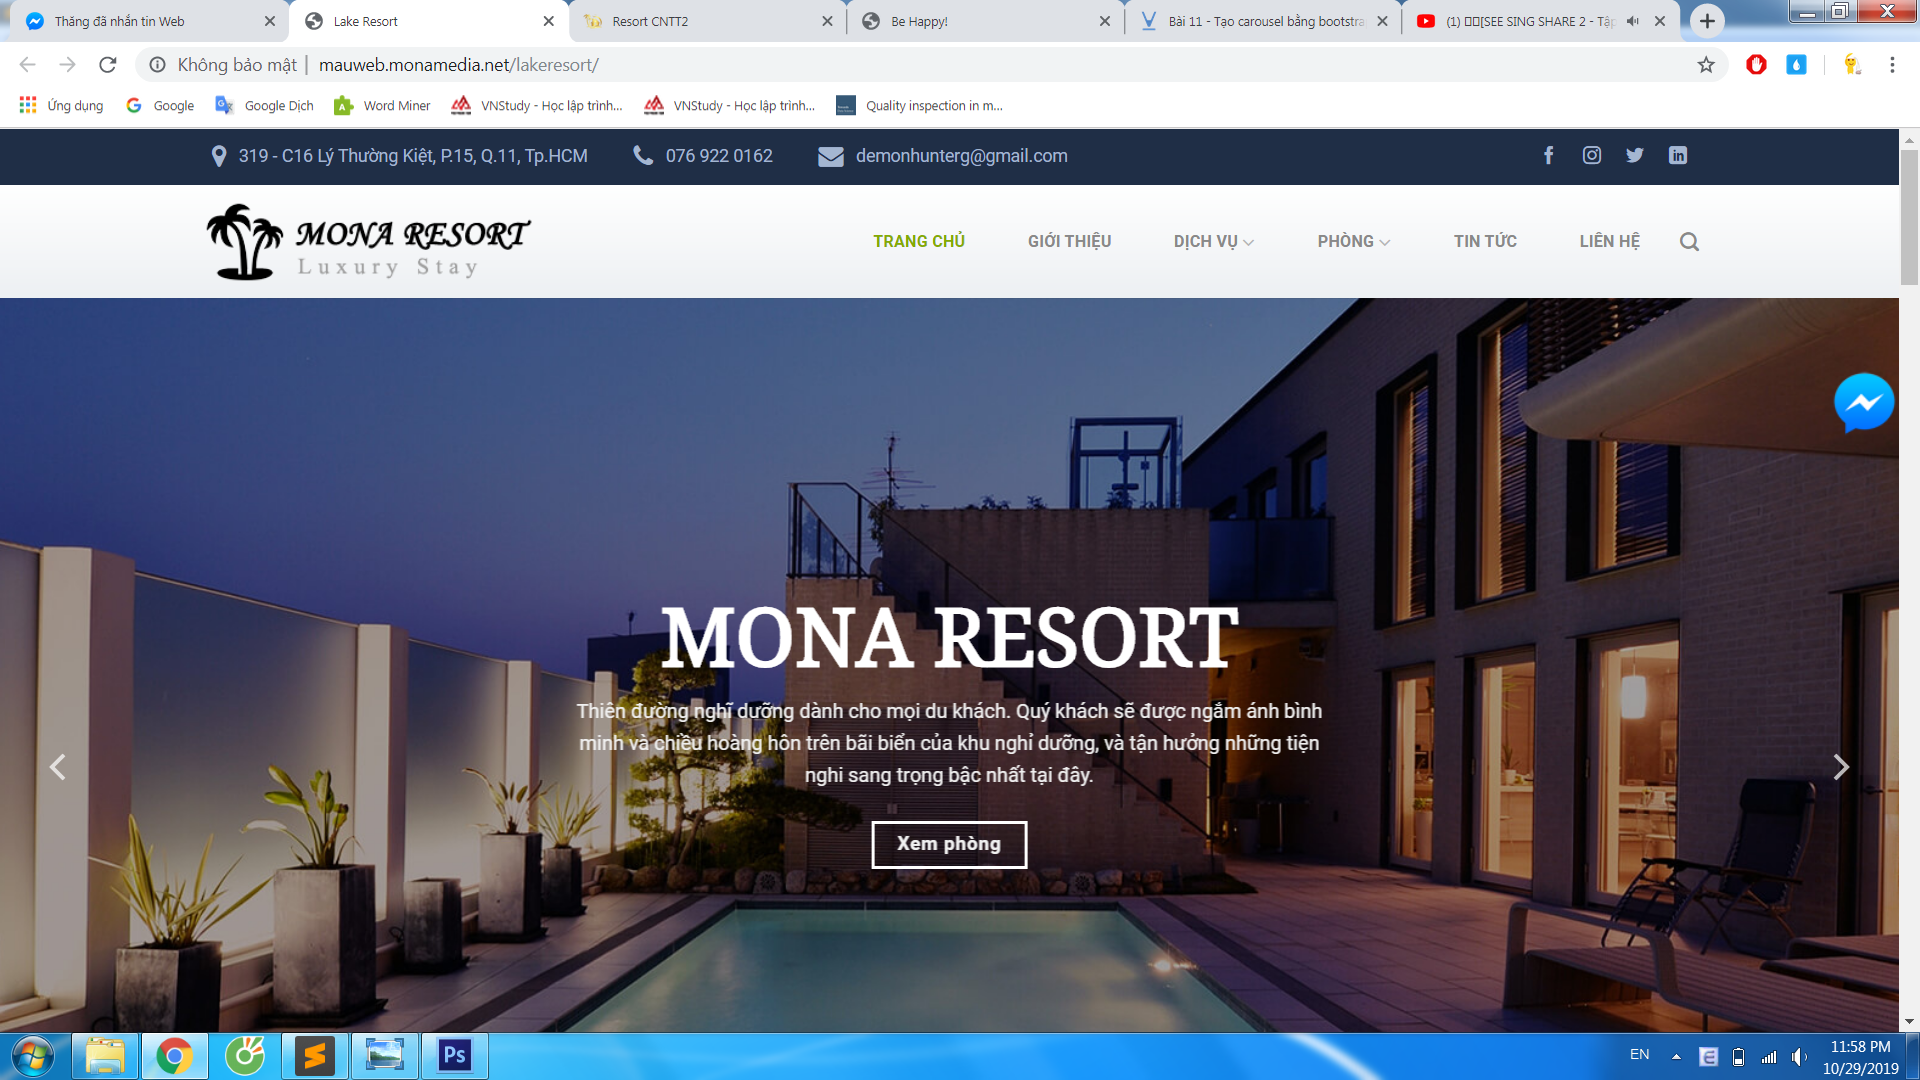 Thăng đã nhắn tin Web
Lake Resort
Resort CNTT2
Be Happy!
Bài 11 - Tạo carousel bằng bootstra
(1) [SEE SING SHARE 2 - Tập
Không bảo mật | mauweb.monamedia.net/lakeresort/
Ứng dụng
Google
Google Dịch
Word Miner
VNStudy - Học lập trình...
VNStudy - Học lập trình...
Quality inspection in m...
319 - C16 Lý Thường Kiệt, P.15, Q.11, Tp.HCM
076 922 0162
demonhunterg@gmail.com
MONA RESORT
Luxury Stay
TRANG CHỦ
GIỚI THIỆU
DỊCH VỤ
PHÒNG
TIN TỨC
LIÊN HỆ
MONA RESORT
Thiên đường nghĩ dưỡng dành cho mọi du khách. Quý khách sẽ được ngắm ánh bình
minh và chiều hoàng hôn trên bãi biển của khu nghỉ dưỡng, và tận hưởng những tiện
nghi sang trọng bậc nhất tại đây.
Xem phòng
Ps
EN
11:58 PM
10/29/2019